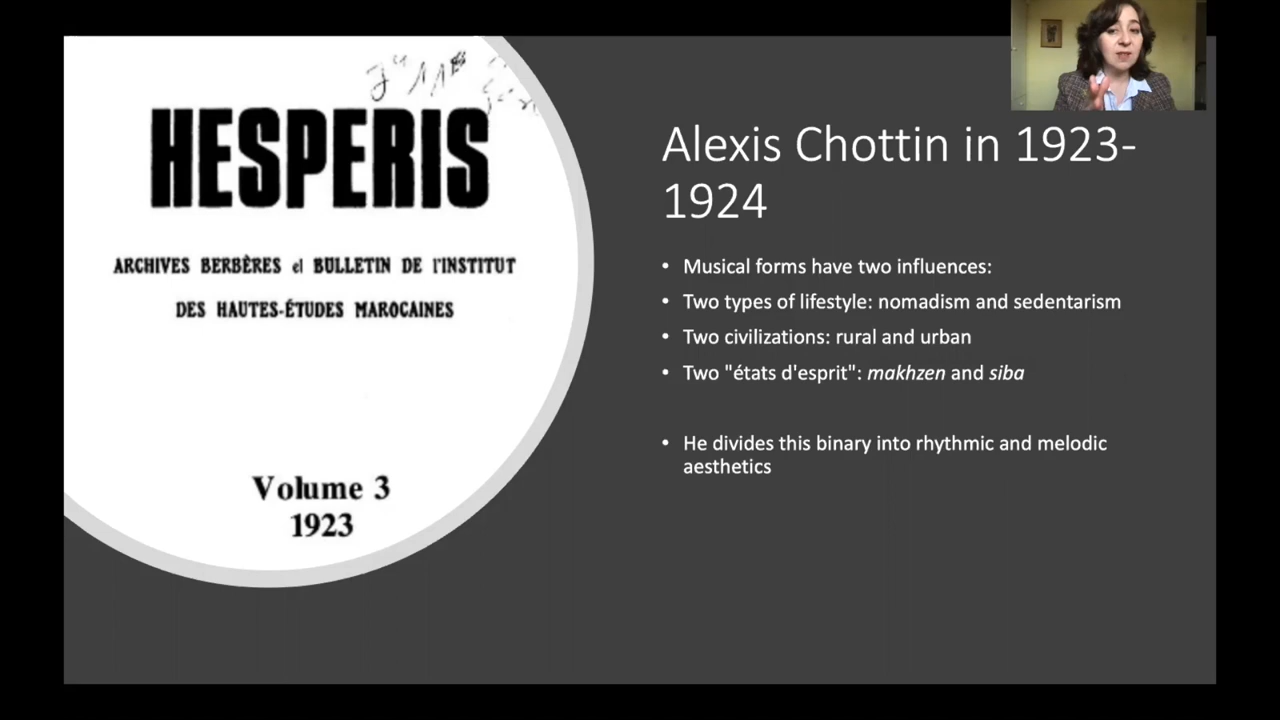 HESPERIS
ARCHIVES BERBÈRES et BULLETIN DE l'INSTITUT
DES HAUTES-ÉTUDES MAROCAINES
Volume 3
1923
Alexis Chottin in 1923-
1924
• Musical forms have two influences:
• Two types of lifestyle: nomadism and sedentarism
• Two civilizations: rural and urban
• Two "états d'esprit": makhzen and siba
• He divides this binary into rhythmic and melodic
aesthetics